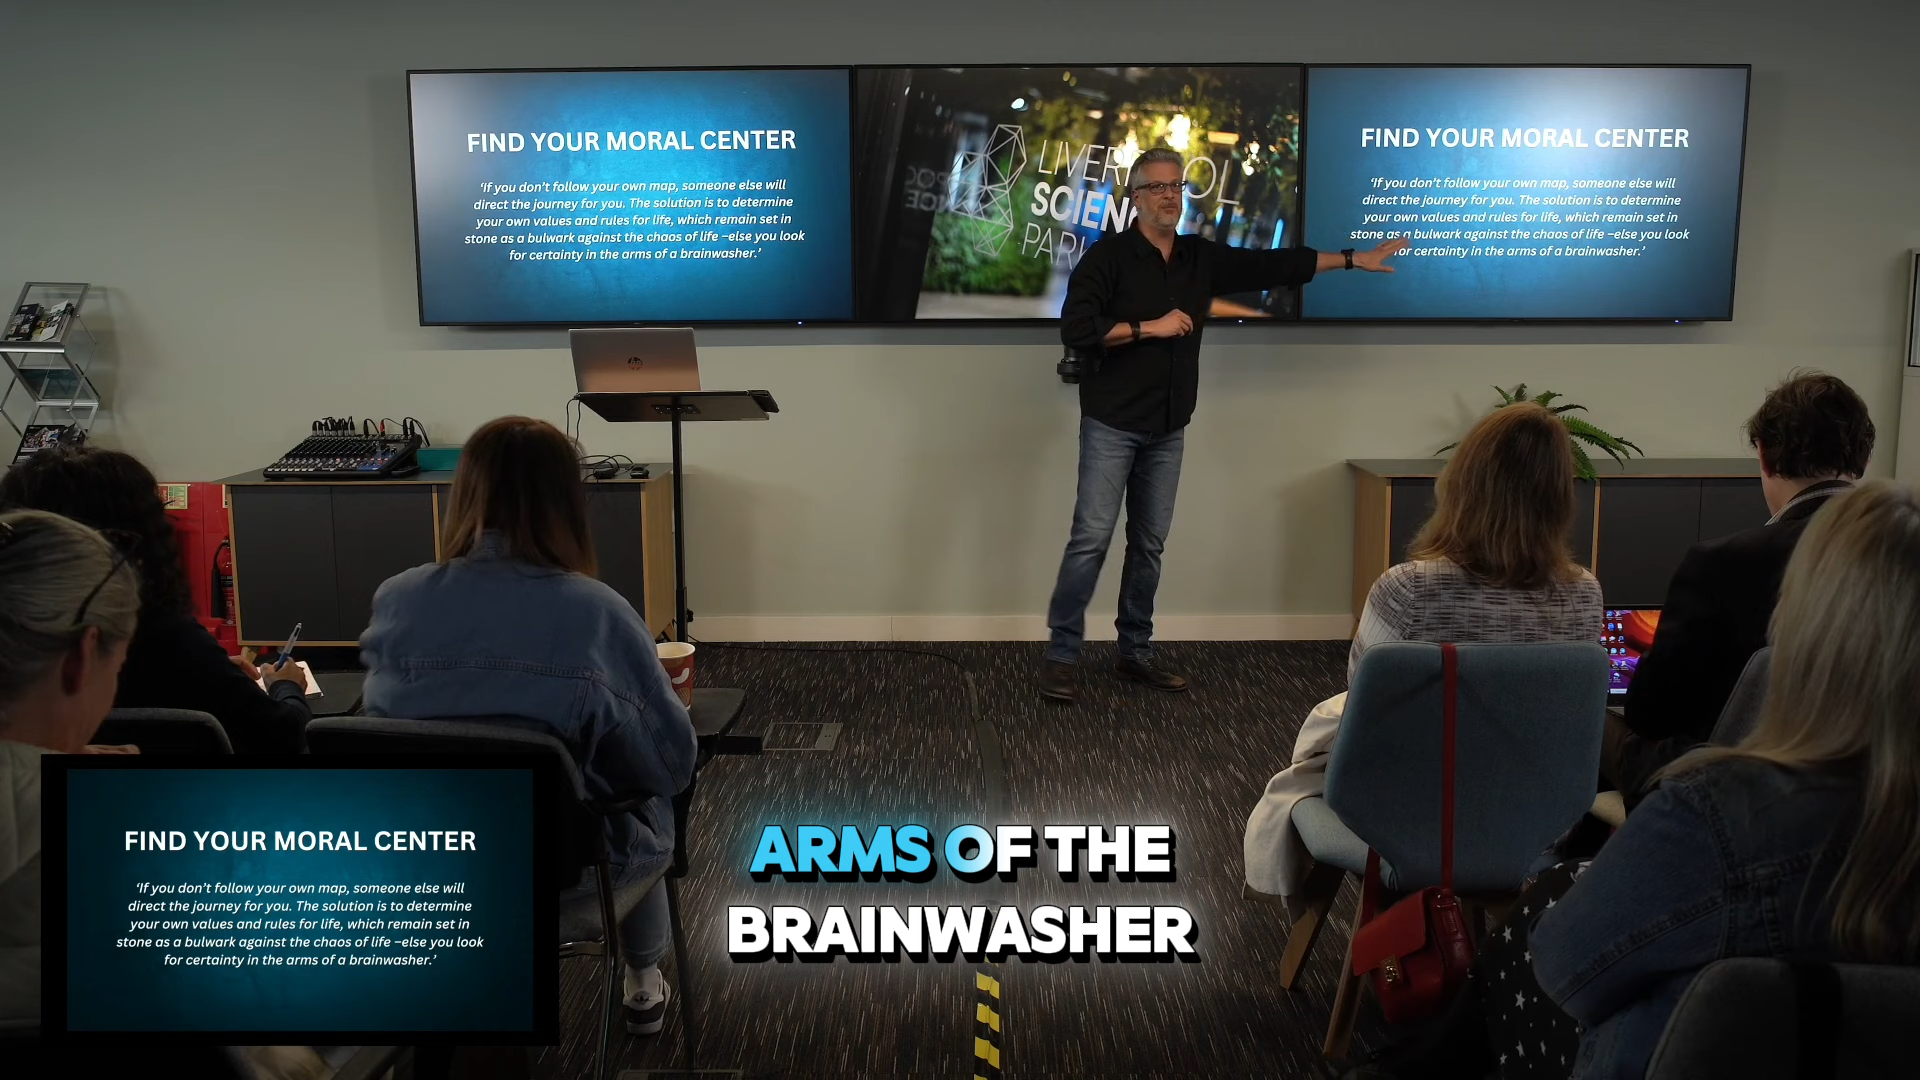 FIND YOUR MORAL CENTER
‘If you don’t follow your own map, someone else will
direct the journey for you. The solution is to determine
your own values and rules for life, which remain set in
stone as a bulwark against the chaos of life –else you look
for certainty in the arms of a brainwasher.’
LIVERPOOL
SCIENC
PARK
FIND YOUR MORAL CENTER
‘If you don’t follow your own map, someone else will
direct the journey for you. The solution is to determine
your own values and rules for life, which remain set in
stone as a bulwark against the chaos of life –else you look
for certainty in the arms of a brainwasher.’
FIND YOUR MORAL CENTER
‘If you don’t follow your own map, someone else will
direct the journey for you. The solution is to determine
your own values and rules for life, which remain set in
stone as a bulwark against the chaos of life –else you look
for certainty in the arms of a brainwasher.’
ARMS OF THE
BRAINWASHER